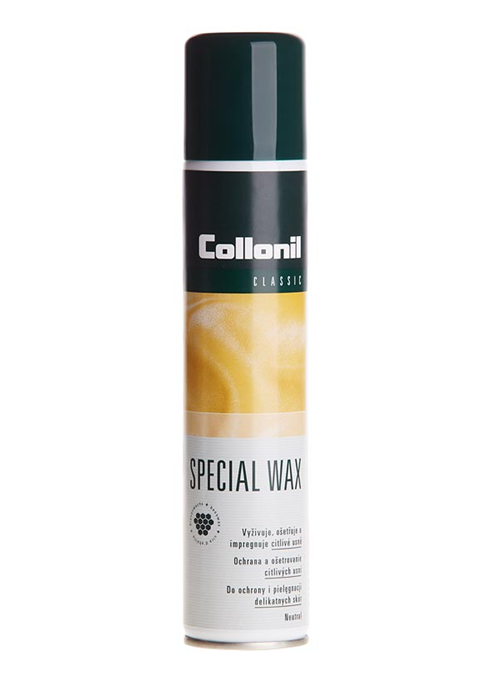 Collonil
CLASSIC
SPECIAL WAX
Vyživuje, ošetřuje a
impregnuje citlivé usně
Ochrana a ošetrovanie
citlivých usní
Do ochrony i pielęgnacji
delikatnych skór
Neutral